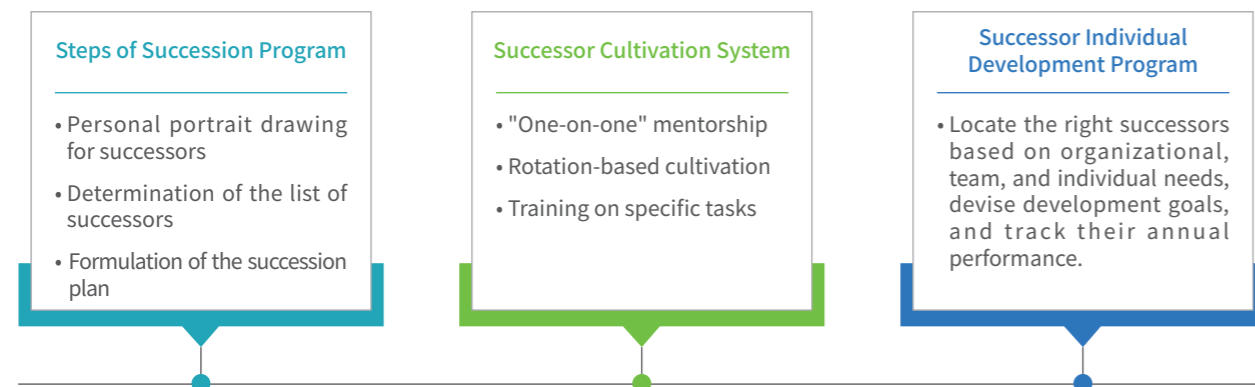 Steps of Succession Program
• Personal portrait drawing
for successors
• Determination of the list of
successors
• Formulation of the succession
plan
Successor Cultivation System
• "One-on-one" mentorship
• Rotation-based cultivation
• Training on specific tasks
Successor Individual
Development Program
• Locate the right successors
based on organizational,
team, and individual needs,
devise development goals,
and track their annual
performance.